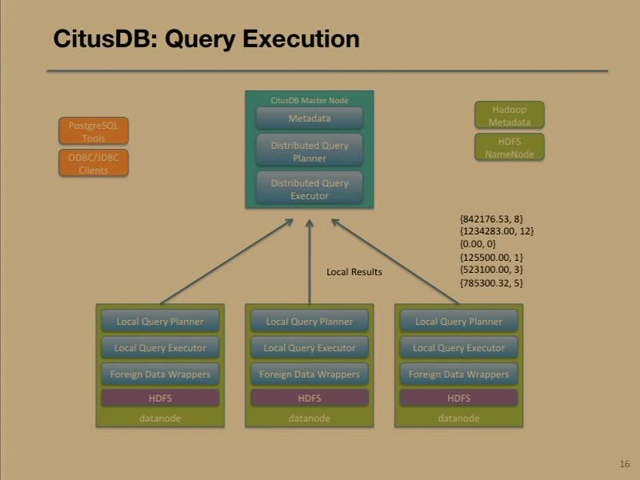 CitusDB: Query Execution
CitusDB Master Node
Metadata
Distributed Query
Planner
Distributed Query
Executor
PostgreSQL
Tools
ODBC/JDBC
Clients
Hadoop
Metadata
HDFS
NameNode
{842176.53, 8}
{1234283.00, 12}
{0.00, 0}
{125500.00, 1}
{523100.00, 3}
{785300.32, 5}
Local Results
Local Query Planner
Local Query Executor
Foreign Data Wrappers
HDFS
datanode
Local Query Planner
Local Query Executor
Foreign Data Wrappers
HDFS
datanode
Local Query Planner
Local Query Executor
Foreign Data Wrappers
HDFS
datanode
16